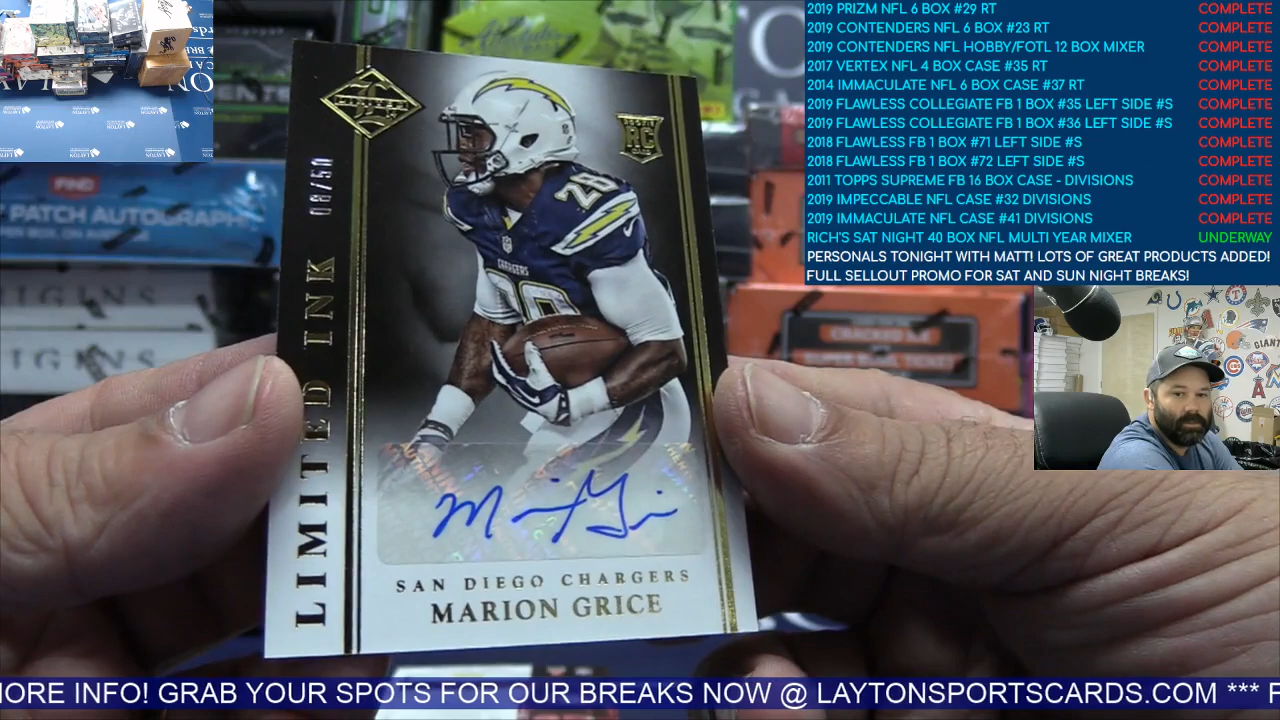 2019 PRIZM NFL 6 BOX #29 RT COMPLETE
2019 CONTENDERS NFL 6 BOX #23 RT COMPLETE
2019 CONTENDERS NFL HOBBY/FOTL 12 BOX MIXER COMPLETE
2017 VERTEX NFL 4 BOX CASE #35 RT COMPLETE
2014 IMMACULATE NFL 6 BOX CASE #37 RT COMPLETE
2019 FLAWLESS COLLEGIATE FB 1 BOX #35 LEFT SIDE #S COMPLETE
2019 FLAWLESS COLLEGIATE FB 1 BOX #36 LEFT SIDE #S COMPLETE
2018 FLAWLESS FB 1 BOX #71 LEFT SIDE #S COMPLETE
2018 FLAWLESS FB 1 BOX #72 LEFT SIDE #S COMPLETE
2011 TOPPS SUPREME FB 16 BOX CASE - DIVISIONS COMPLETE
2019 IMPECCABLE NFL CASE #32 DIVISIONS COMPLETE
2019 IMMACULATE NFL CASE #41 DIVISIONS COMPLETE
RICH'S SAT NIGHT 40 BOX NFL MULTI YEAR MIXER UNDERWAY
PERSONALS TONIGHT WITH MATT! LOTS OF GREAT PRODUCTS ADDED!
FULL SELLOUT PROMO FOR SAT AND SUN NIGHT BREAKS!
LIMITED
RC
LIMITED INK
20
CHARGERS
PATCH AUTOGRAPH
SAN DIEGO CHARGERS
MARION GRICE
ORE INFO! GRAB YOUR SPOTS FOR OUR BREAKS NOW @ LAYTONSPORTSCARDS.COM ***